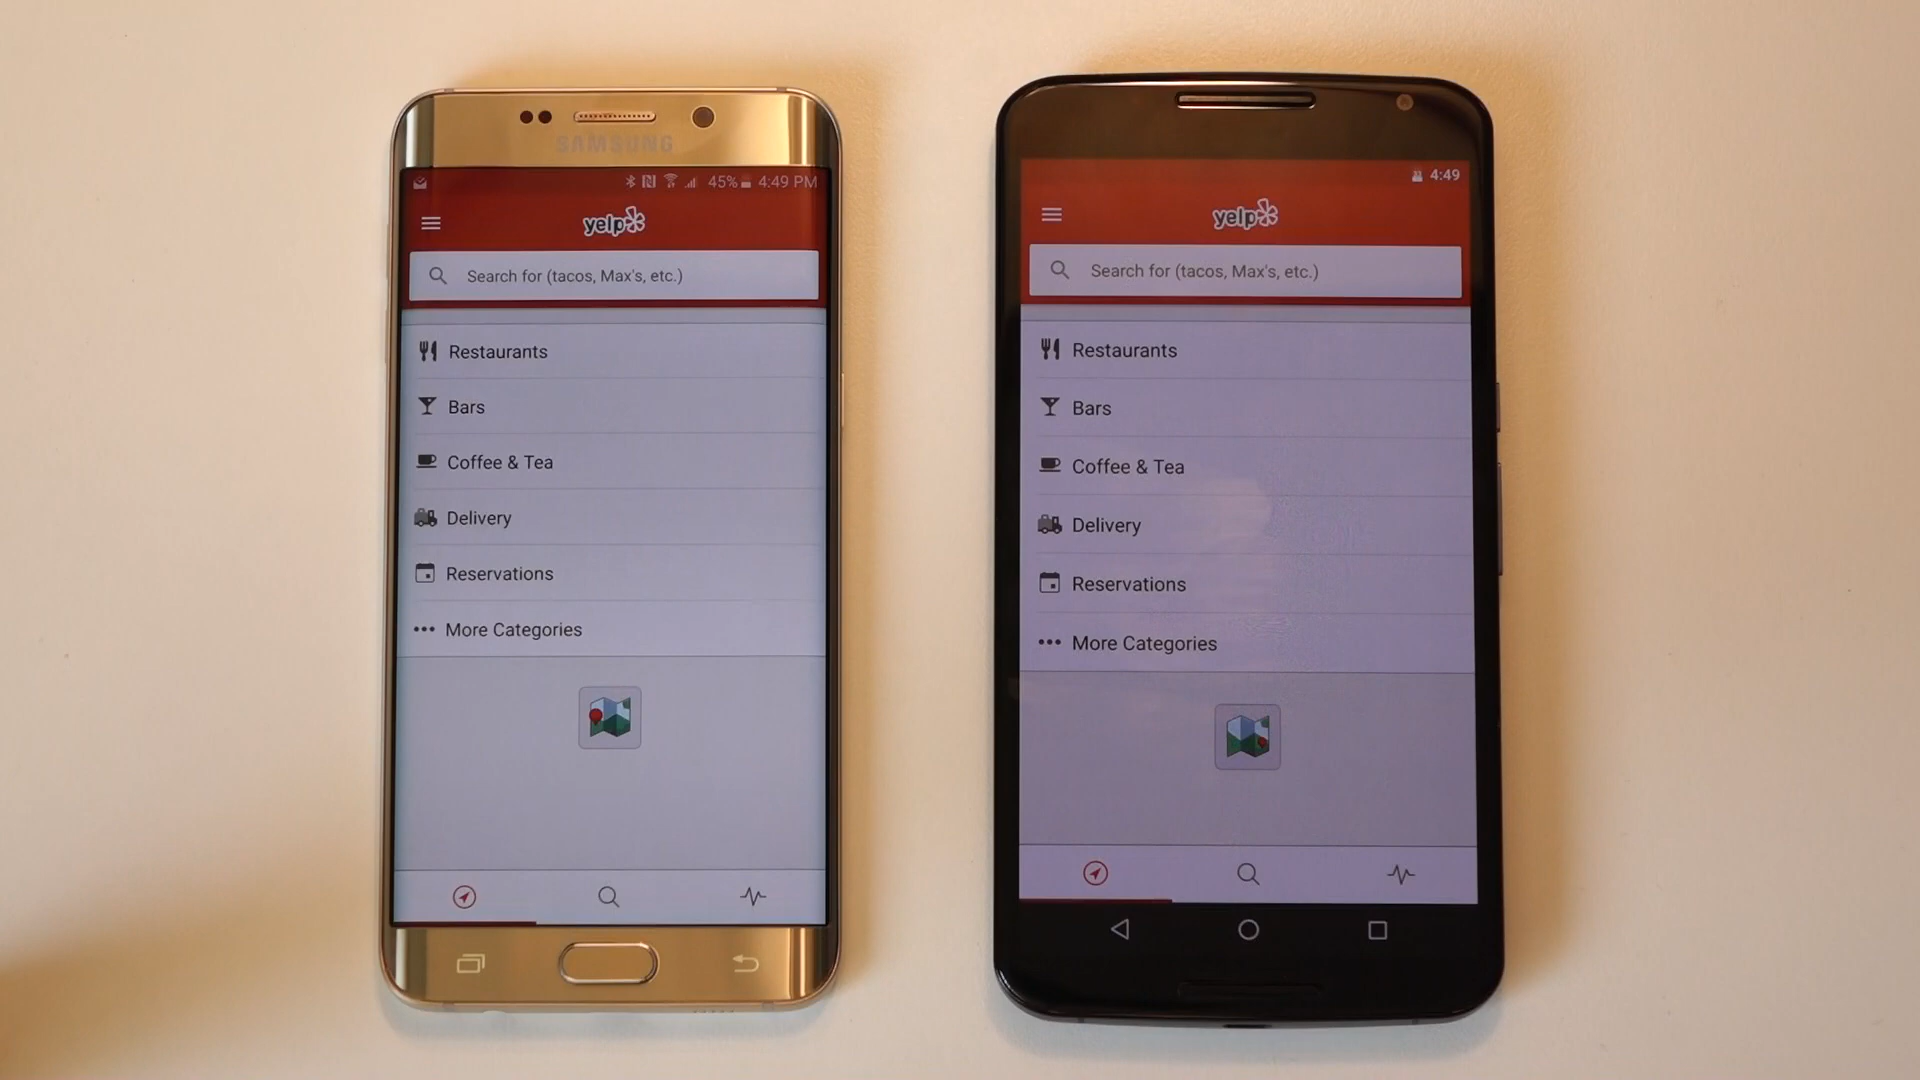 SAMSUNG
45% 4:49 PM
yelp
Search for (tacos, Max's, etc.)
Restaurants
Bars
Coffee & Tea
Delivery
Reservations
More Categories
4:49
yelp
Search for (tacos, Max's, etc.)
Restaurants
Bars
Coffee & Tea
Delivery
Reservations
More Categories